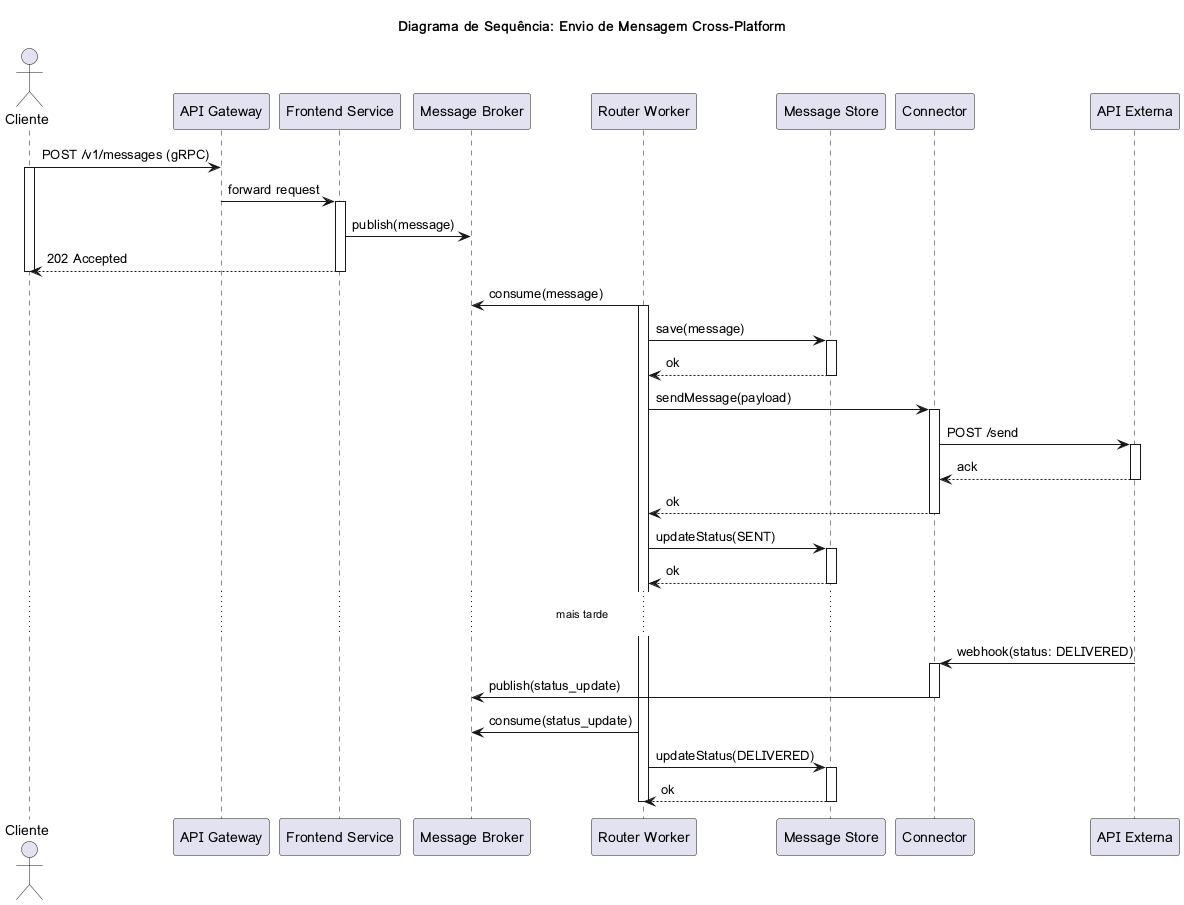 Diagrama de Sequência: Envio de Mensagem Cross-Platform
Cliente
API Gateway
Frontend Service
Message Broker
Router Worker
Message Store
Connector
API Externa
POST /v1/messages (gRPC)
forward request
publish(message)
202 Accepted
consume(message)
save(message)
ok
sendMessage(payload)
POST /send
ack
ok
updateStatus(SENT)
ok
mais tarde
webhook(status: DELIVERED)
publish(status_update)
consume(status_update)
updateStatus(DELIVERED)
ok
Cliente
API Gateway
Frontend Service
Message Broker
Router Worker
Message Store
Connector
API Externa